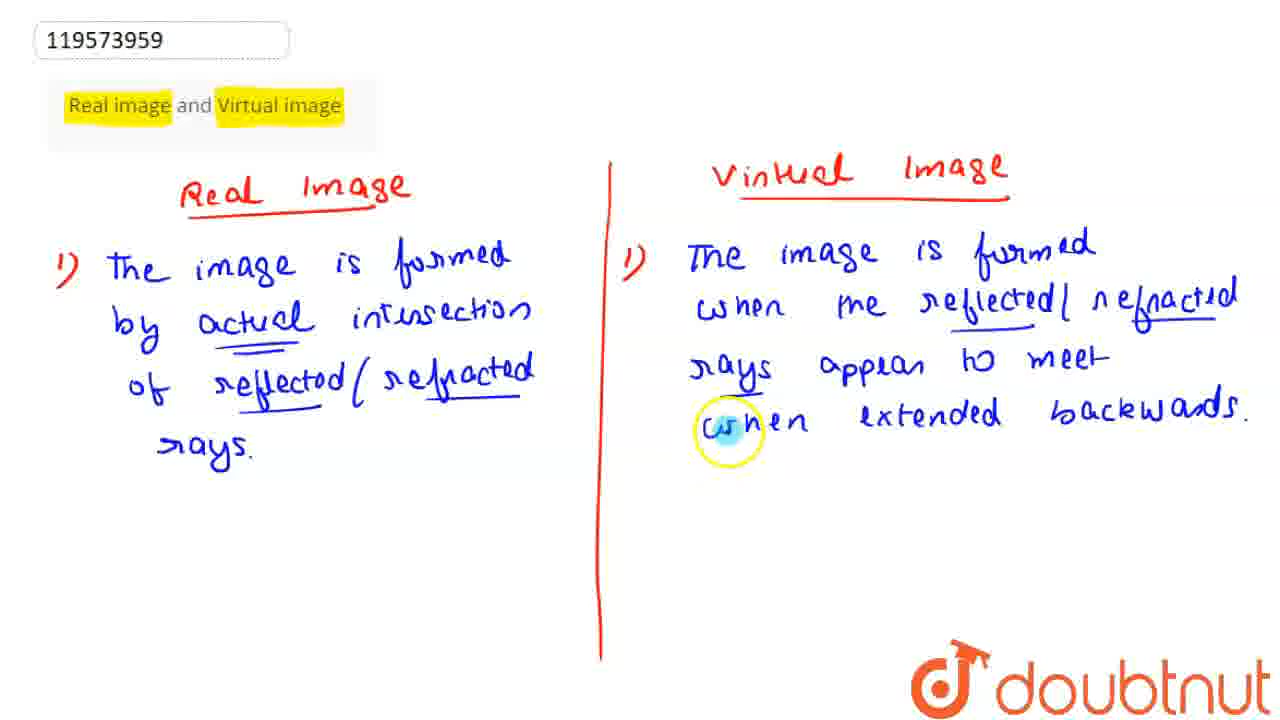 119573959
Real image and Virtual image
Real Image
1) The image is formed
by actual intersection
of reflected/refracted
rays.
Virtual Image
1) The image is formed
when the reflected/refracted
rays appear to meet
when extended backwards.
doubtnut